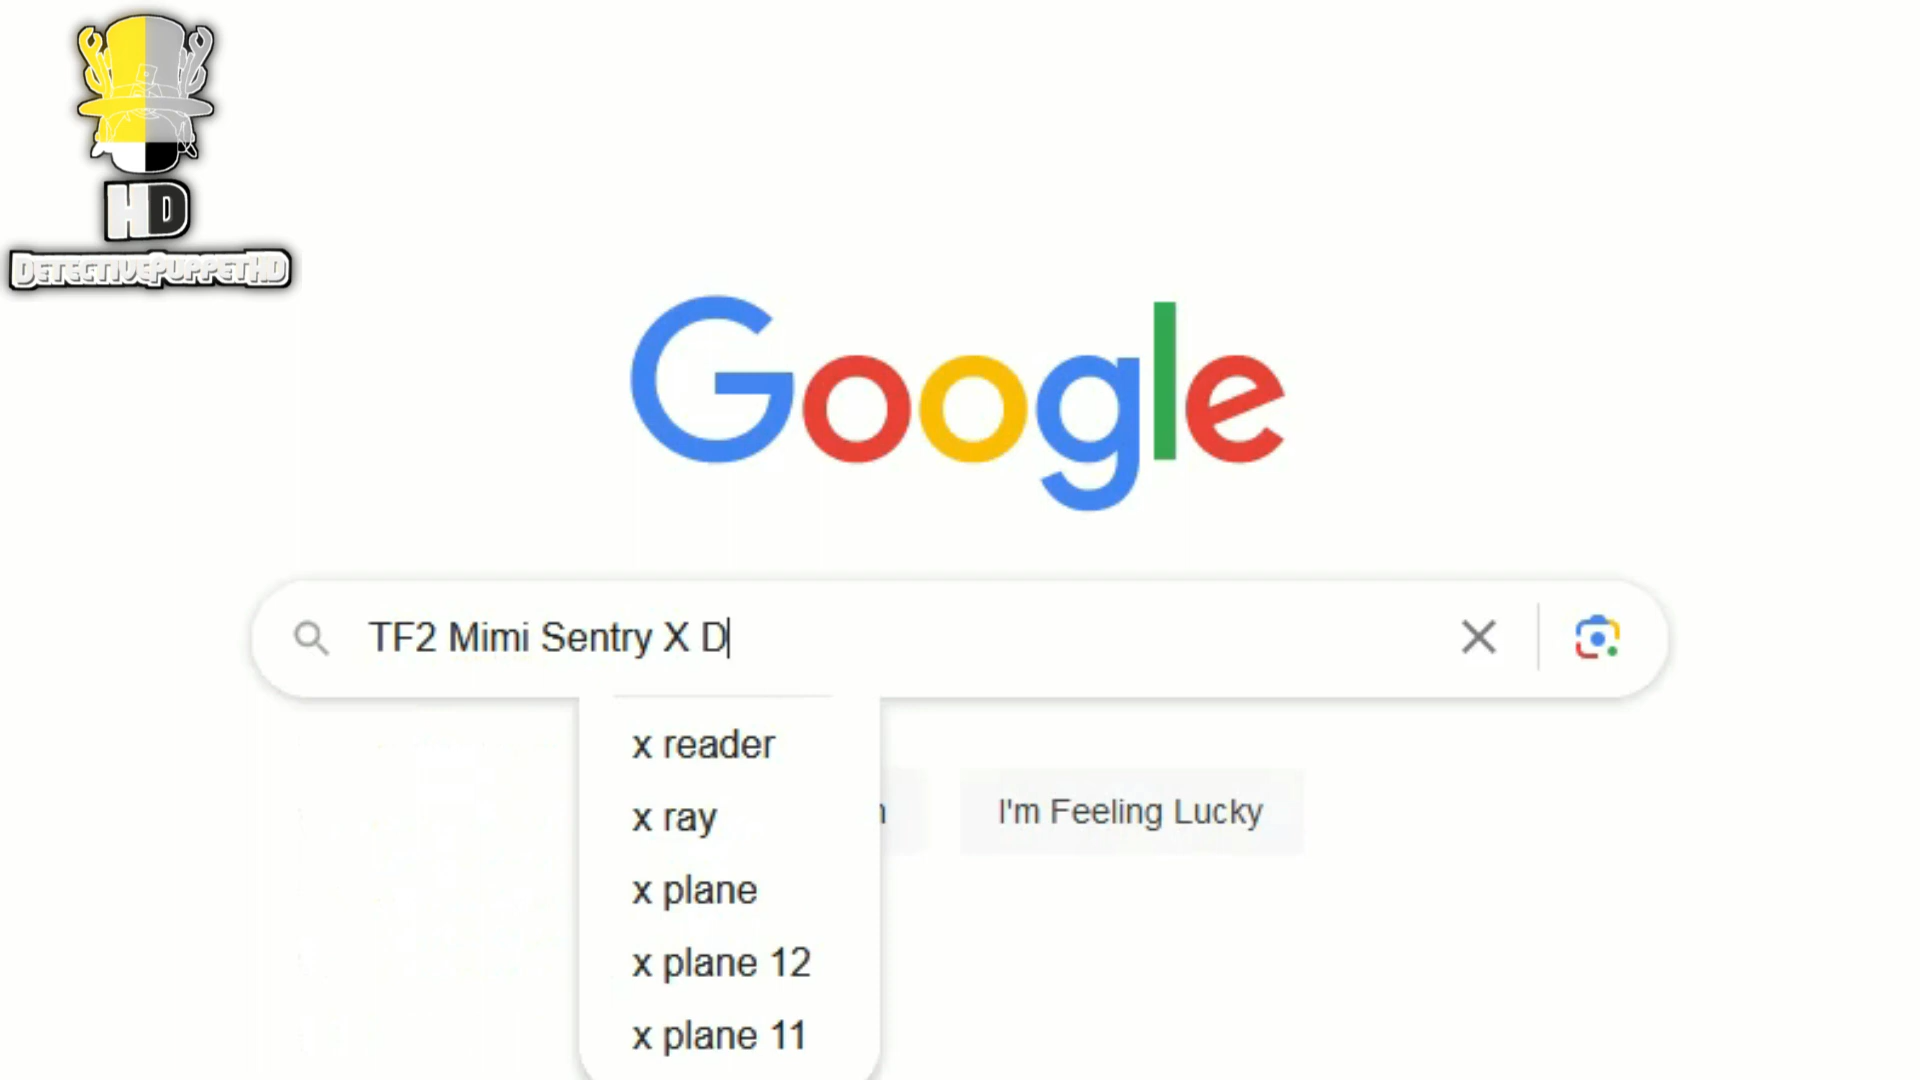 HD
DETECTIVEPUPPETHD
Google
TF2 Mimi Sentry X D
x reader
x ray
I'm Feeling Lucky
x plane
x plane 12
x plane 11